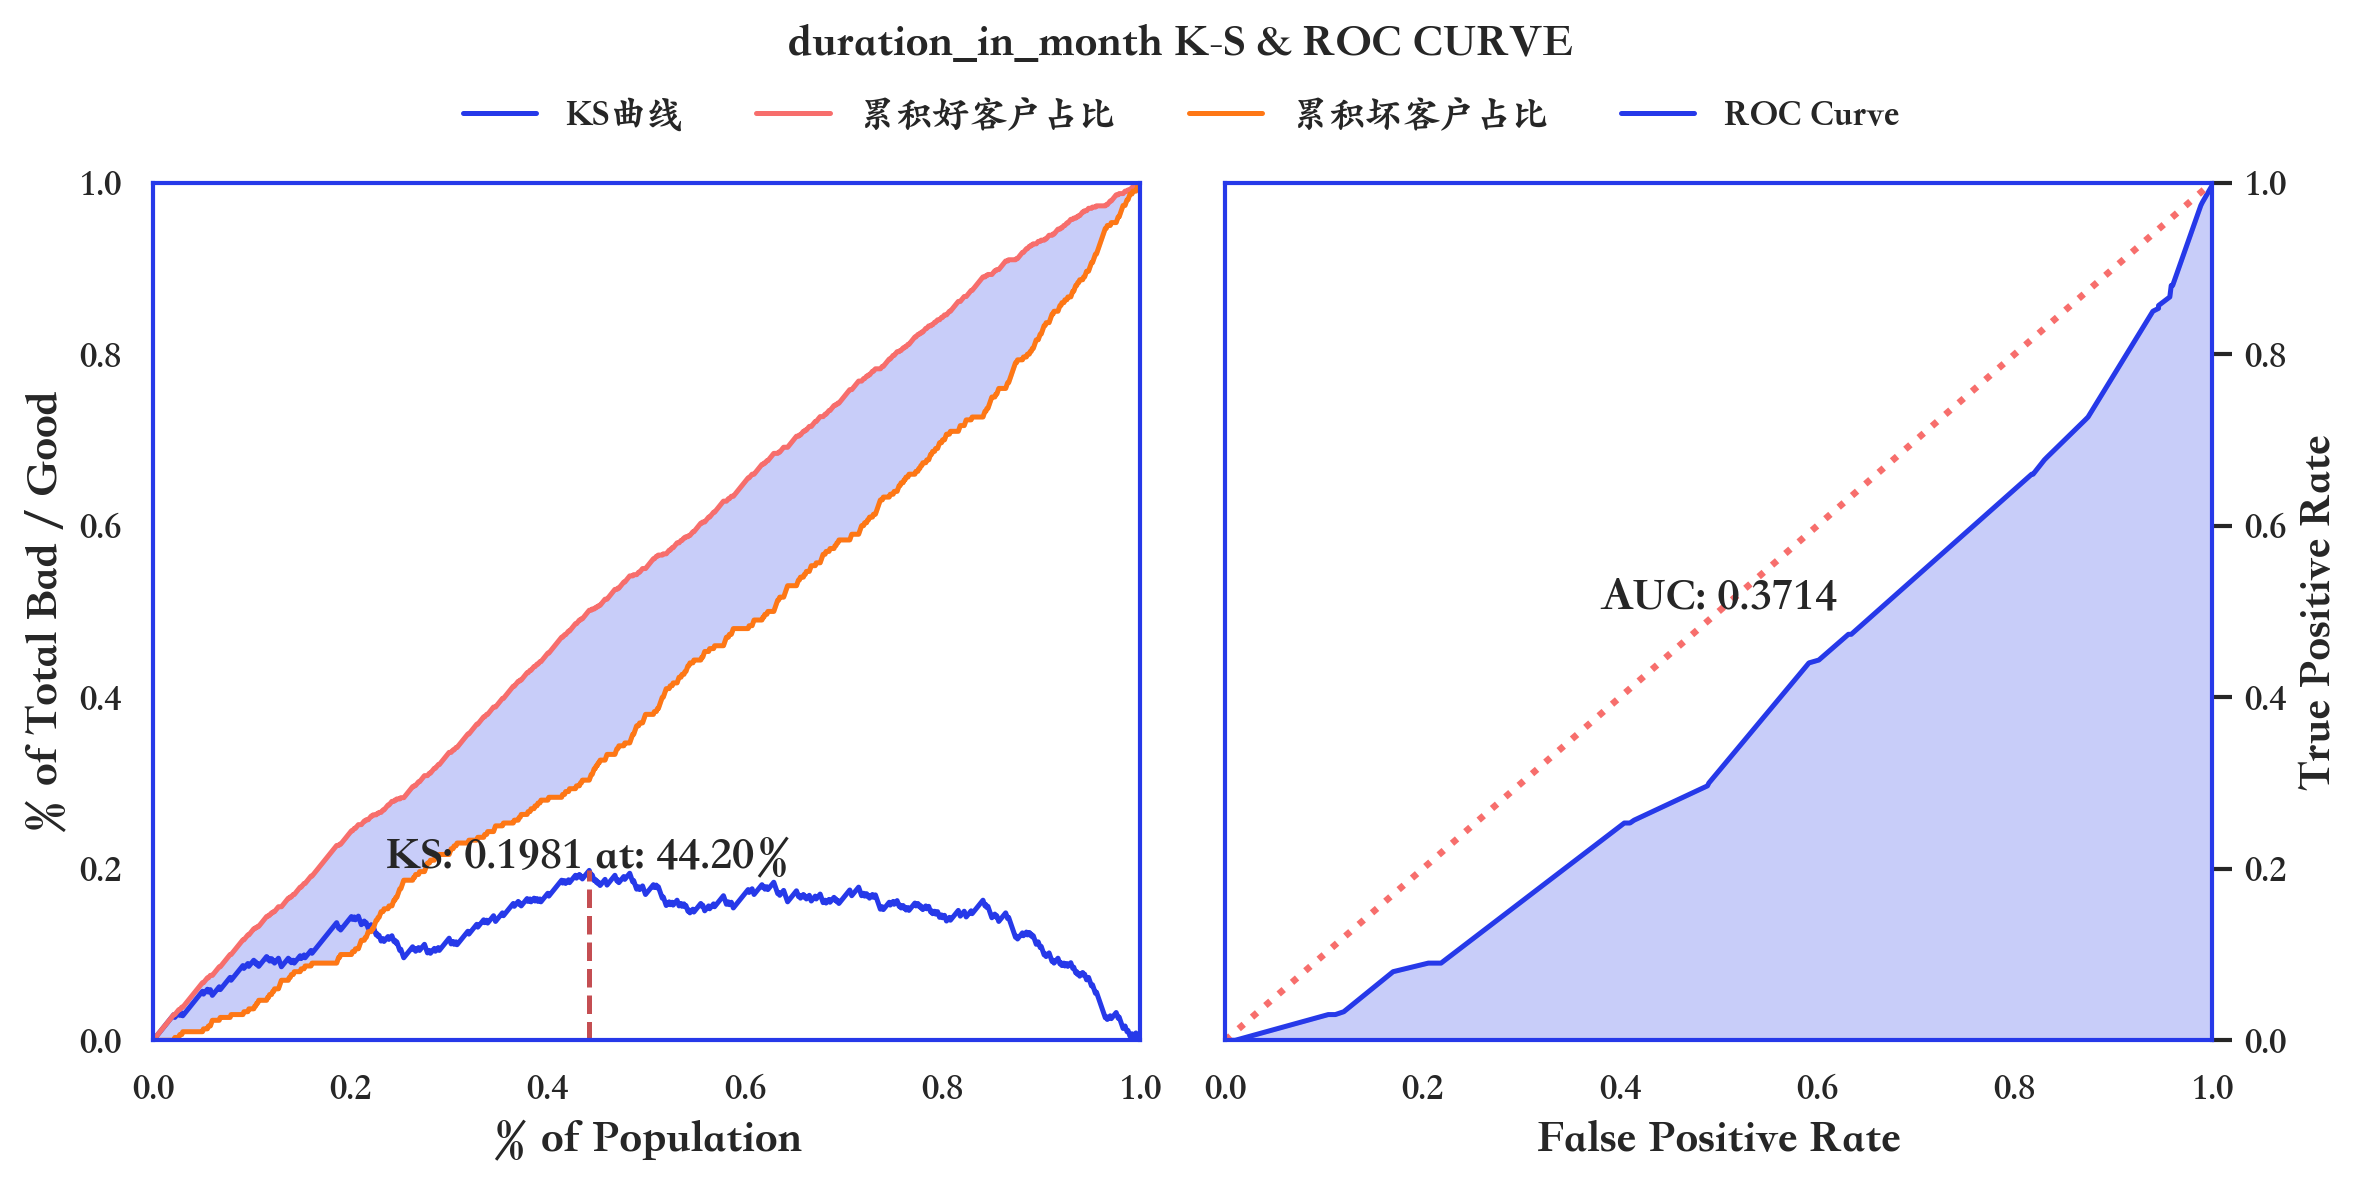 duration_in_month K-S & ROC CURVE
KS曲线
累积好客户占比
累积坏客户占比
ROC Curve
% of Total Bad / Good
1.0
0.8
0.6
0.4
0.2
0.0
KS: 0.1981 at: 44.20%
0.0 0.2 0.4 0.6 0.8 1.0
% of Population
AUC: 0.3714
0.0 0.2 0.4 0.6 0.8 1.0
False Positive Rate
1.0
0.8
0.6
0.4
0.2
0.0
True Positive Rate